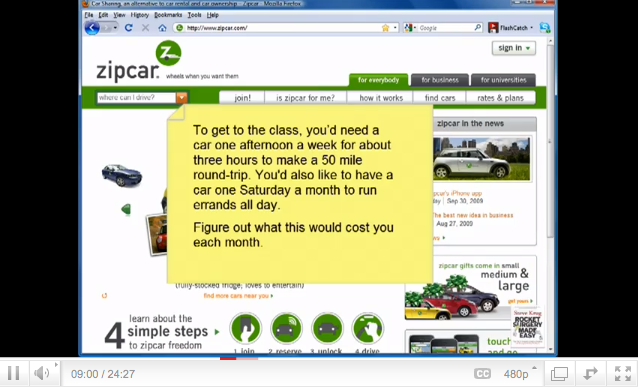 Car Sharing, an alternative to car rental and car ownership. - Zipcar - Mozilla Firefox
File Edit View History Bookmarks Tools Help
http://www.zipcar.com/
Google
FlashCatch
sign in
zipcar. wheels when you want them
for everybody for business for universities
where can I drive? join! is zipcar for me? how it works find cars rates & plans
To get to the class, you'd need a
car one afternoon a week for about
three hours to make a 50 mile
round-trip. You'd also like to have a
car one Saturday a month to run
errands all day.
Figure out what this would cost you
each month.
zipcar in the news
zipcar's iPhone app
Sep 30, 2009
The best new idea in business
Aug 27, 2009
(fully-stocked fridge, loves to entertain)
find more cars near you
zipcar gifts come in small
medium &
large
get yours
learn about the
4 simple steps
to zipcar freedom
1. join 2. reserve 3. unlock 4. drive
Steve Krug
ROCKET
SURGERY
MADE
EASY
touch
and go
09:00 / 24:27
CC 480p